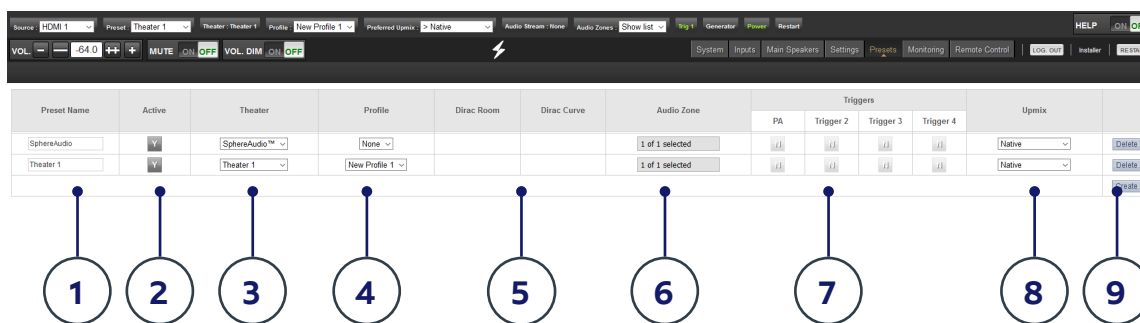 Source : HDMI 1 Preset : Theater 1 Theater : Theater 1 Profile : New Profile 1 Preferred Upmix : > Native Audio Stream : None Audio Zones : Show list Trig 1 Generator Power Restart HELP ON OF
VOL. -64.0 MUTE ON OFF VOL. DIM ON OFF System Inputs Main Speakers Settings Presets Monitoring Remote Control LOG. OUT Installer RESTA
Preset Name Active Theater Profile Dirac Room Dirac Curve Audio Zone Triggers Upmix
PA Trigger 2 Trigger 3 Trigger 4
SphereAudio Y SphereAudio™ None 1 of 1 selected Native Delete
Theater 1 Y Theater 1 New Profile 1 1 of 1 selected Native Delete
Create
1 2 3 4 5 6 7 8 9